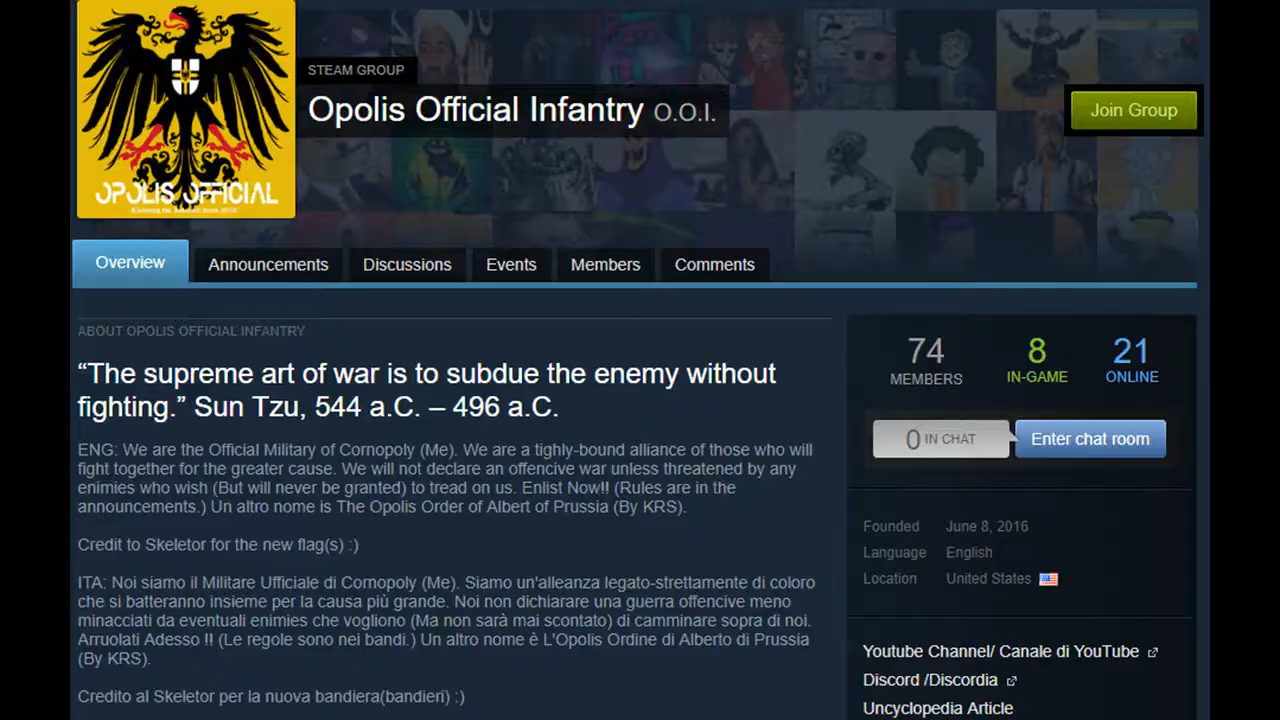 STEAM GROUP
Opolis Official Infantry O.O.I.
Join Group
OPOLIS OFFICIAL
Overview
Announcements
Discussions
Events
Members
Comments
ABOUT OPOLIS OFFICIAL INFANTRY
“The supreme art of war is to subdue the enemy without
fighting.” Sun Tzu, 544 a.C. – 496 a.C.
ENG: We are the Official Military of Cornopoly (Me). We are a tighly-bound alliance of those who will
fight together for the greater cause. We will not declare an offencive war unless threatened by any
enimies who wish (But will never be granted) to tread on us. Enlist Now!! (Rules are in the
announcements.) Un altro nome is The Opolis Order of Albert of Prussia (By KRS).
Credit to Skeletor for the new flag(s) :)
ITA: Noi siamo il Militare Ufficiale di Cornopoly (Me). Siamo un'alleanza legato-strettamente di coloro
che si batteranno insieme per la causa più grande. Noi non dichiarare una guerra offencive meno
minacciati da eventuali enimies che vogliono (Ma non sarà mai scontato) di camminare sopra di noi.
Arruolati Adesso !! (Le regole sono nei bandi.) Un altro nome è L'Opolis Ordine di Alberto di Prussia
(By KRS).
Credito al Skeletor per la nuova bandiera(bandieri) :)
74
MEMBERS
8
IN-GAME
21
ONLINE
0 IN CHAT
Enter chat room
Founded June 8, 2016
Language English
Location United States
Youtube Channel/ Canale di YouTube
Discord /Discordia
Uncyclopedia Article